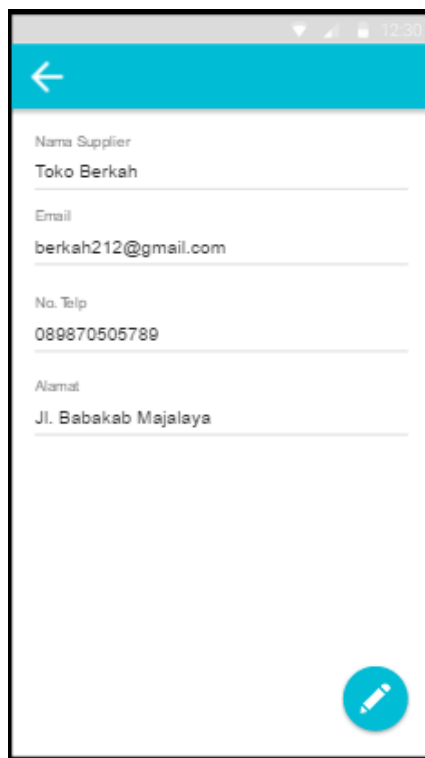 12:30
Nama Supplier
Toko Berkah
Email
berkah212@gmail.com
No. Telp
089870505789
Alamat
Jl. Babakab Majalaya